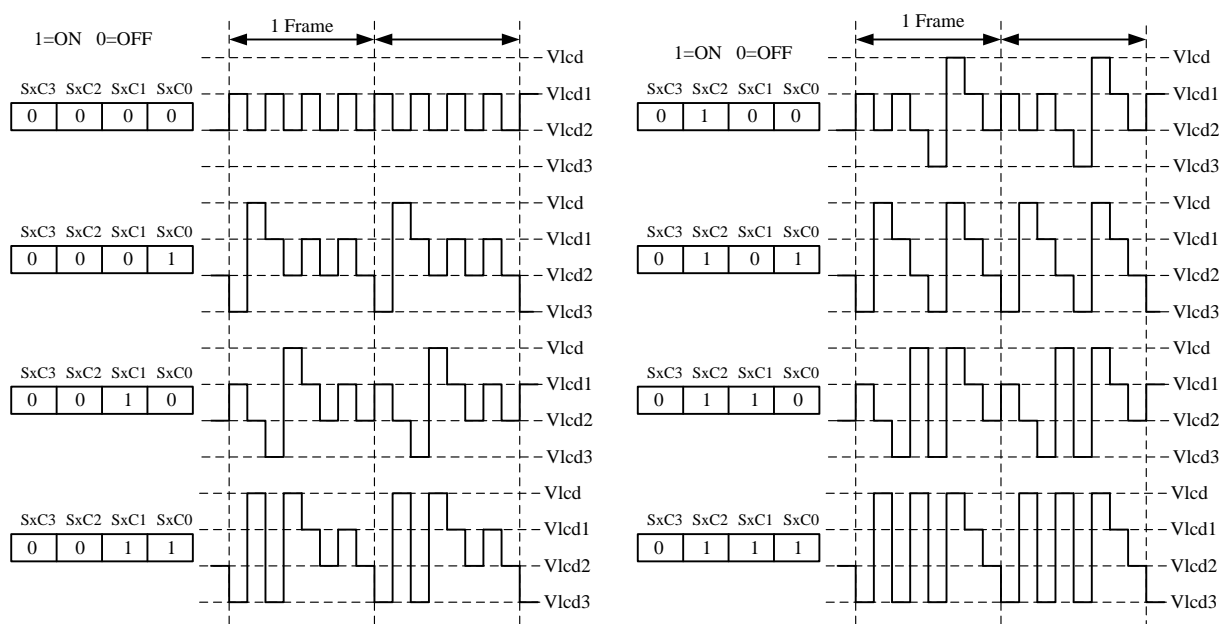 1 Frame
1=ON 0=OFF
Vlcd
SxC3 SxC2 SxC1 SxC0
Vlcd1
0 0 0 0
Vlcd2
Vlcd3
Vlcd
SxC3 SxC2 SxC1 SxC0
Vlcd1
0 0 0 1
Vlcd2
Vlcd3
Vlcd
SxC3 SxC2 SxC1 SxC0
Vlcd1
0 0 1 0
Vlcd2
Vlcd3
Vlcd
SxC3 SxC2 SxC1 SxC0
Vlcd1
0 0 1 1
Vlcd2
Vlcd3
1 Frame
1=ON 0=OFF
Vlcd
SxC3 SxC2 SxC1 SxC0
Vlcd1
0 1 0 0
Vlcd2
Vlcd3
Vlcd
SxC3 SxC2 SxC1 SxC0
Vlcd1
0 1 0 1
Vlcd2
Vlcd3
Vlcd
SxC3 SxC2 SxC1 SxC0
Vlcd1
0 1 1 0
Vlcd2
Vlcd3
Vlcd
SxC3 SxC2 SxC1 SxC0
Vlcd1
0 1 1 1
Vlcd2
Vlcd3